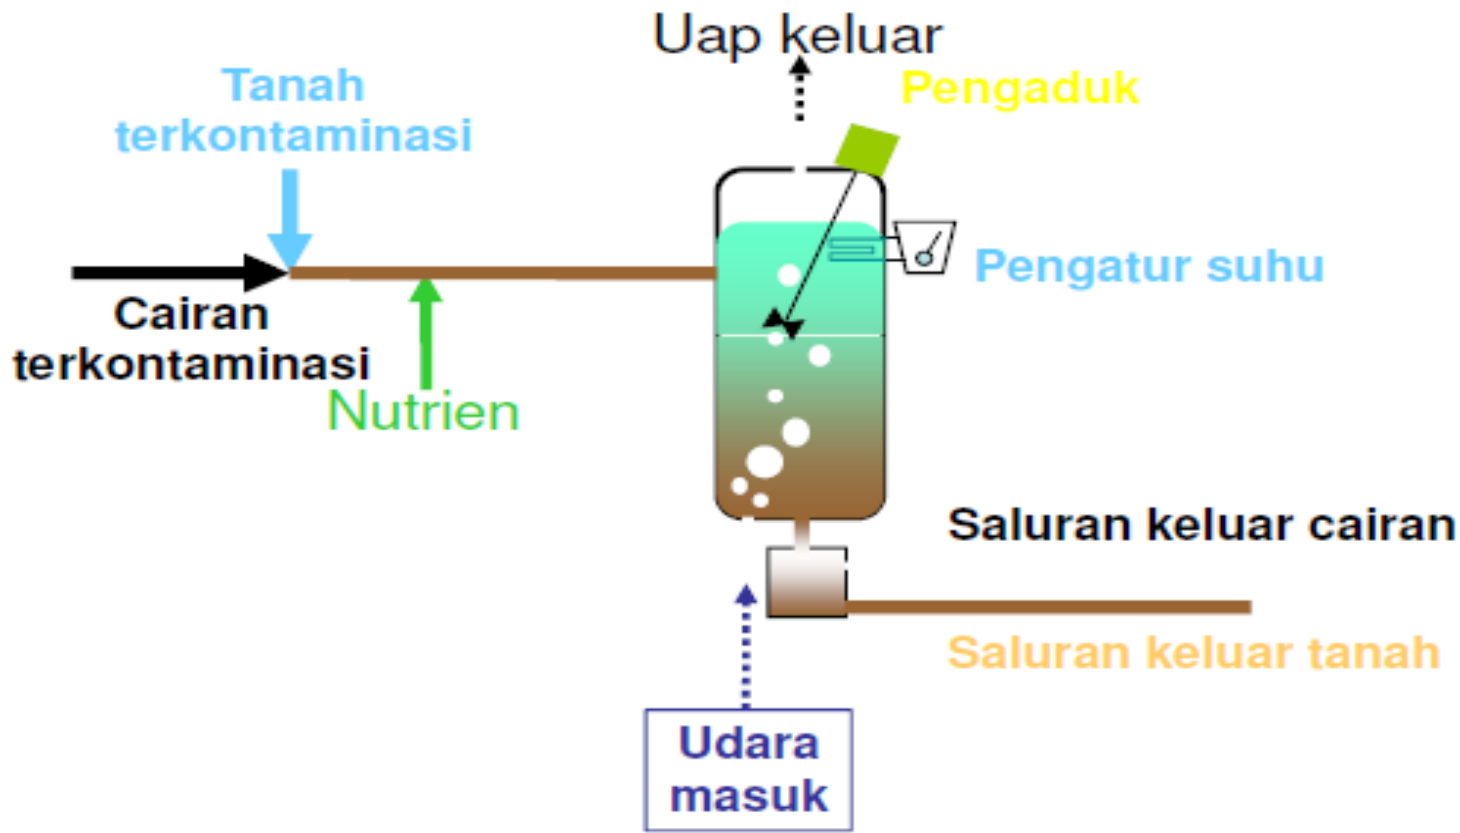 Uap keluar
Pengaduk
Tanah
terkontaminasi
Pengatur suhu
Cairan
terkontaminasi
Nutrien
Saluran keluar cairan
Saluran keluar tanah
Udara
masuk